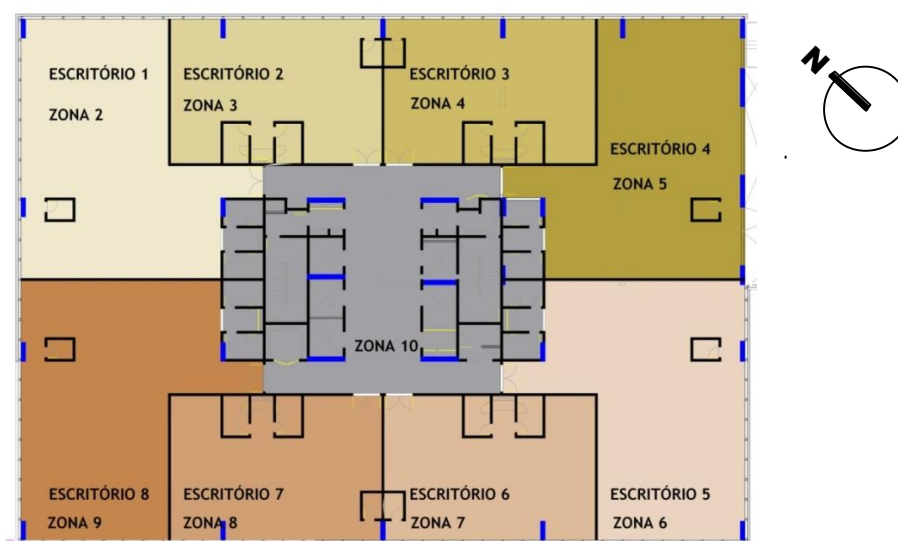 ESCRITÓRIO 1
ZONA 2
ESCRITÓRIO 2
ZONA 3
ESCRITÓRIO 3
ZONA 4
ESCRITÓRIO 4
ZONA 5
N
ZONA 10
ESCRITÓRIO 8
ZONA 9
ESCRITÓRIO 7
ZONA 8
ESCRITÓRIO 6
ZONA 7
ESCRITÓRIO 5
ZONA 6